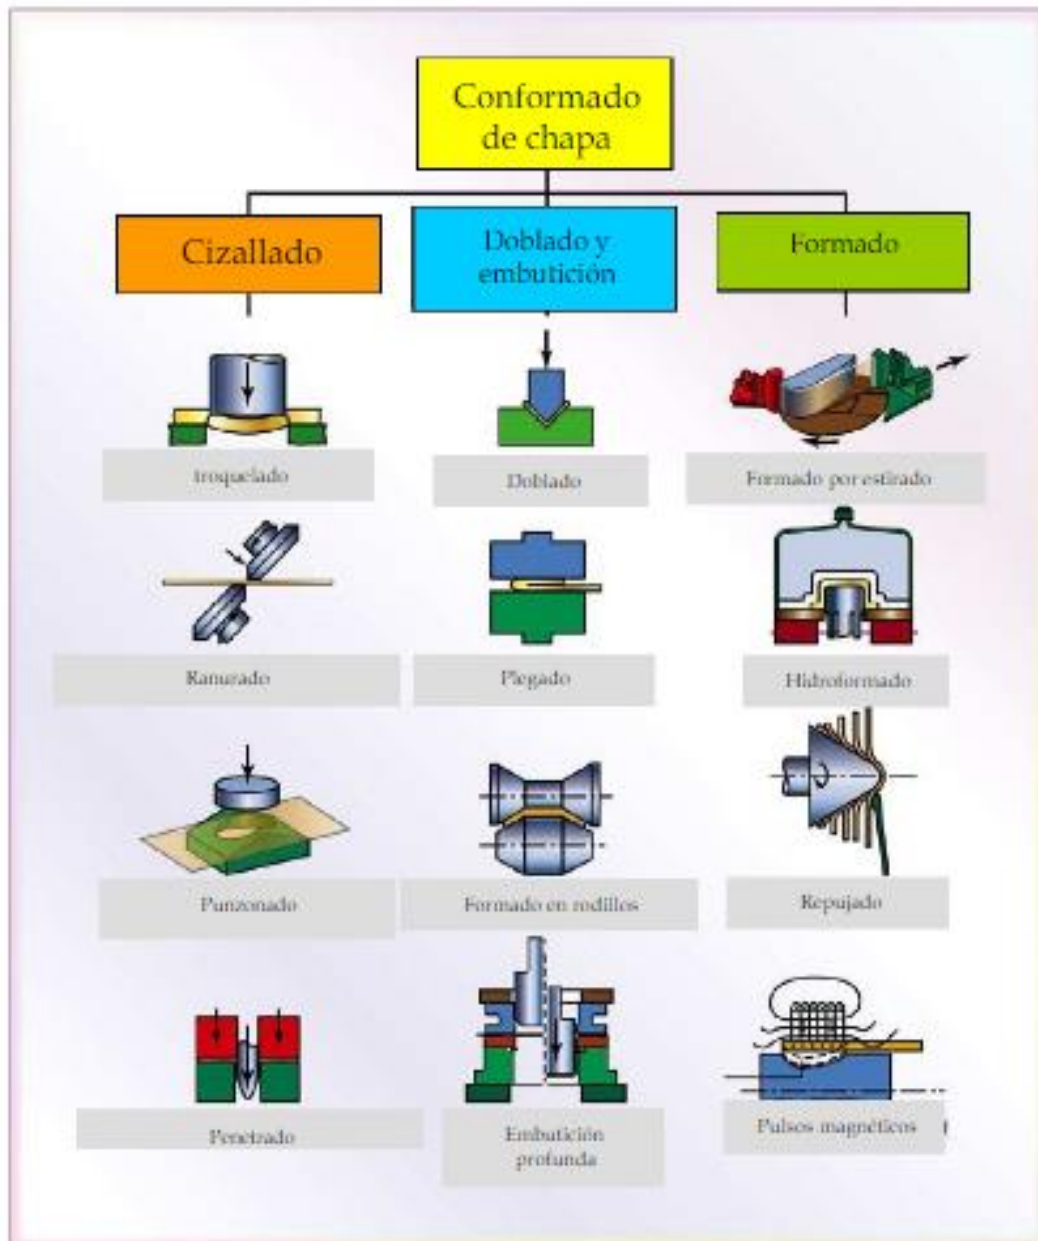 Conformado
de chapa
Cizallado
Doblado y
embutición
Formado
troquelado
Doblado
Formado por estirado
Ranurado
Plegado
Hidroformado
Punzonado
Formado en rodillos
Repujado
Penetrado
Embutición
profunda
Pulsos magnéticos